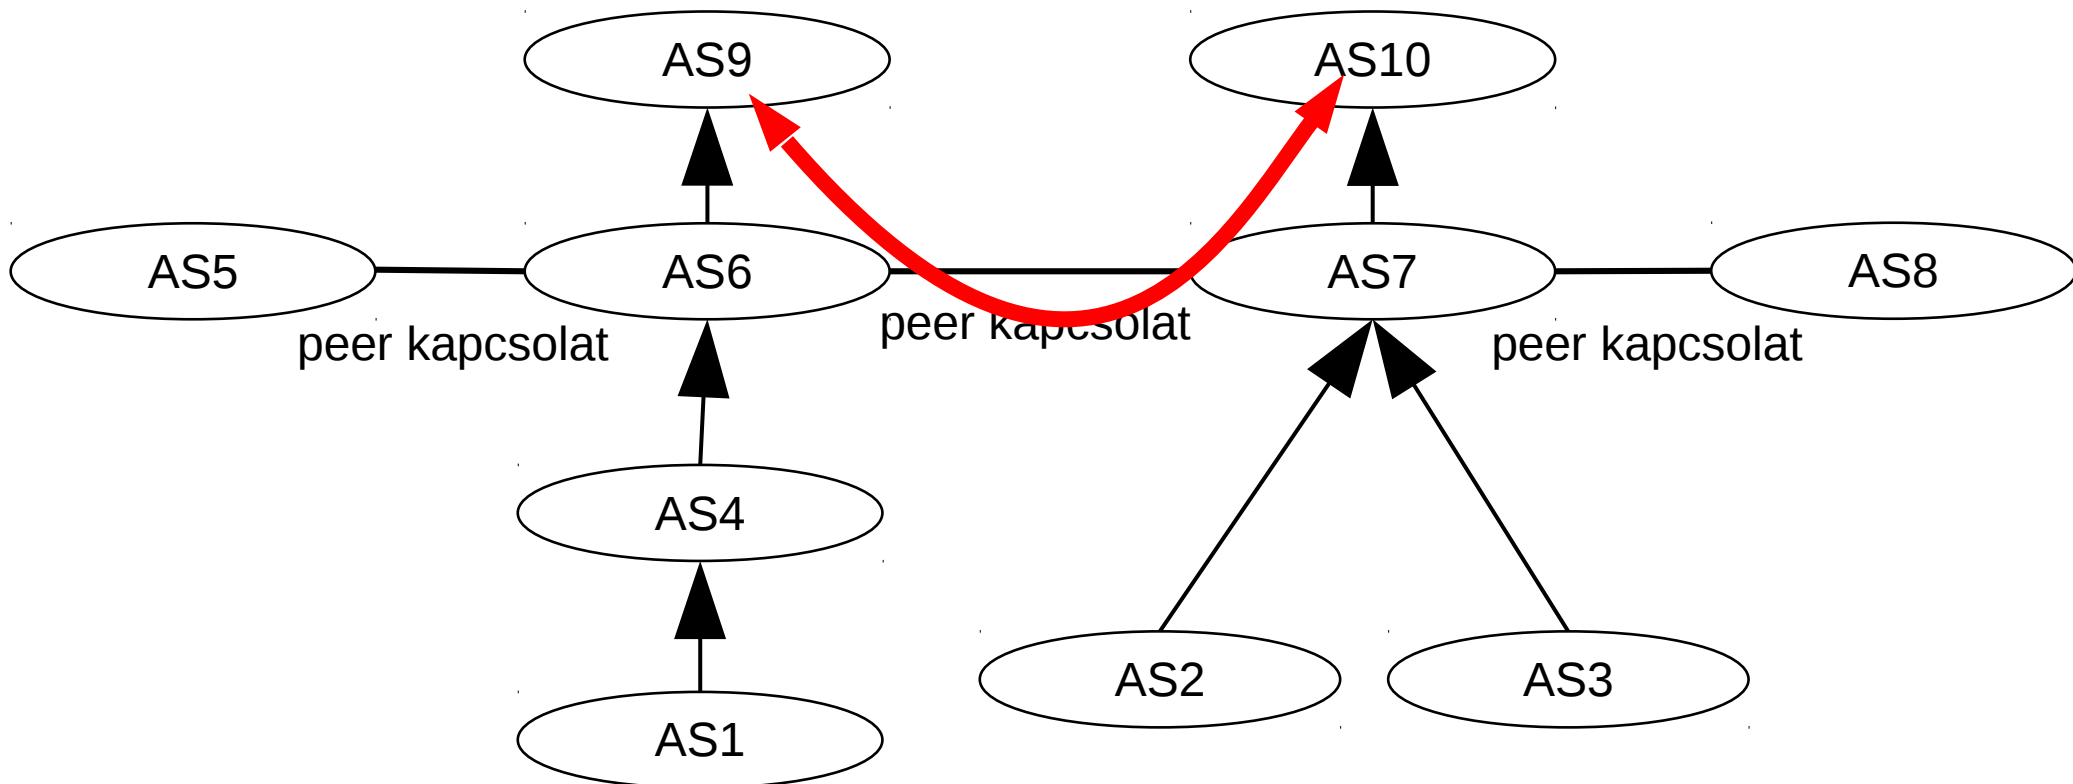 AS9
AS10
AS5
AS6
AS7
AS8
peer kapcsolat
peer kapcsolat
peer kapcsolat
AS4
AS2
AS3
AS1